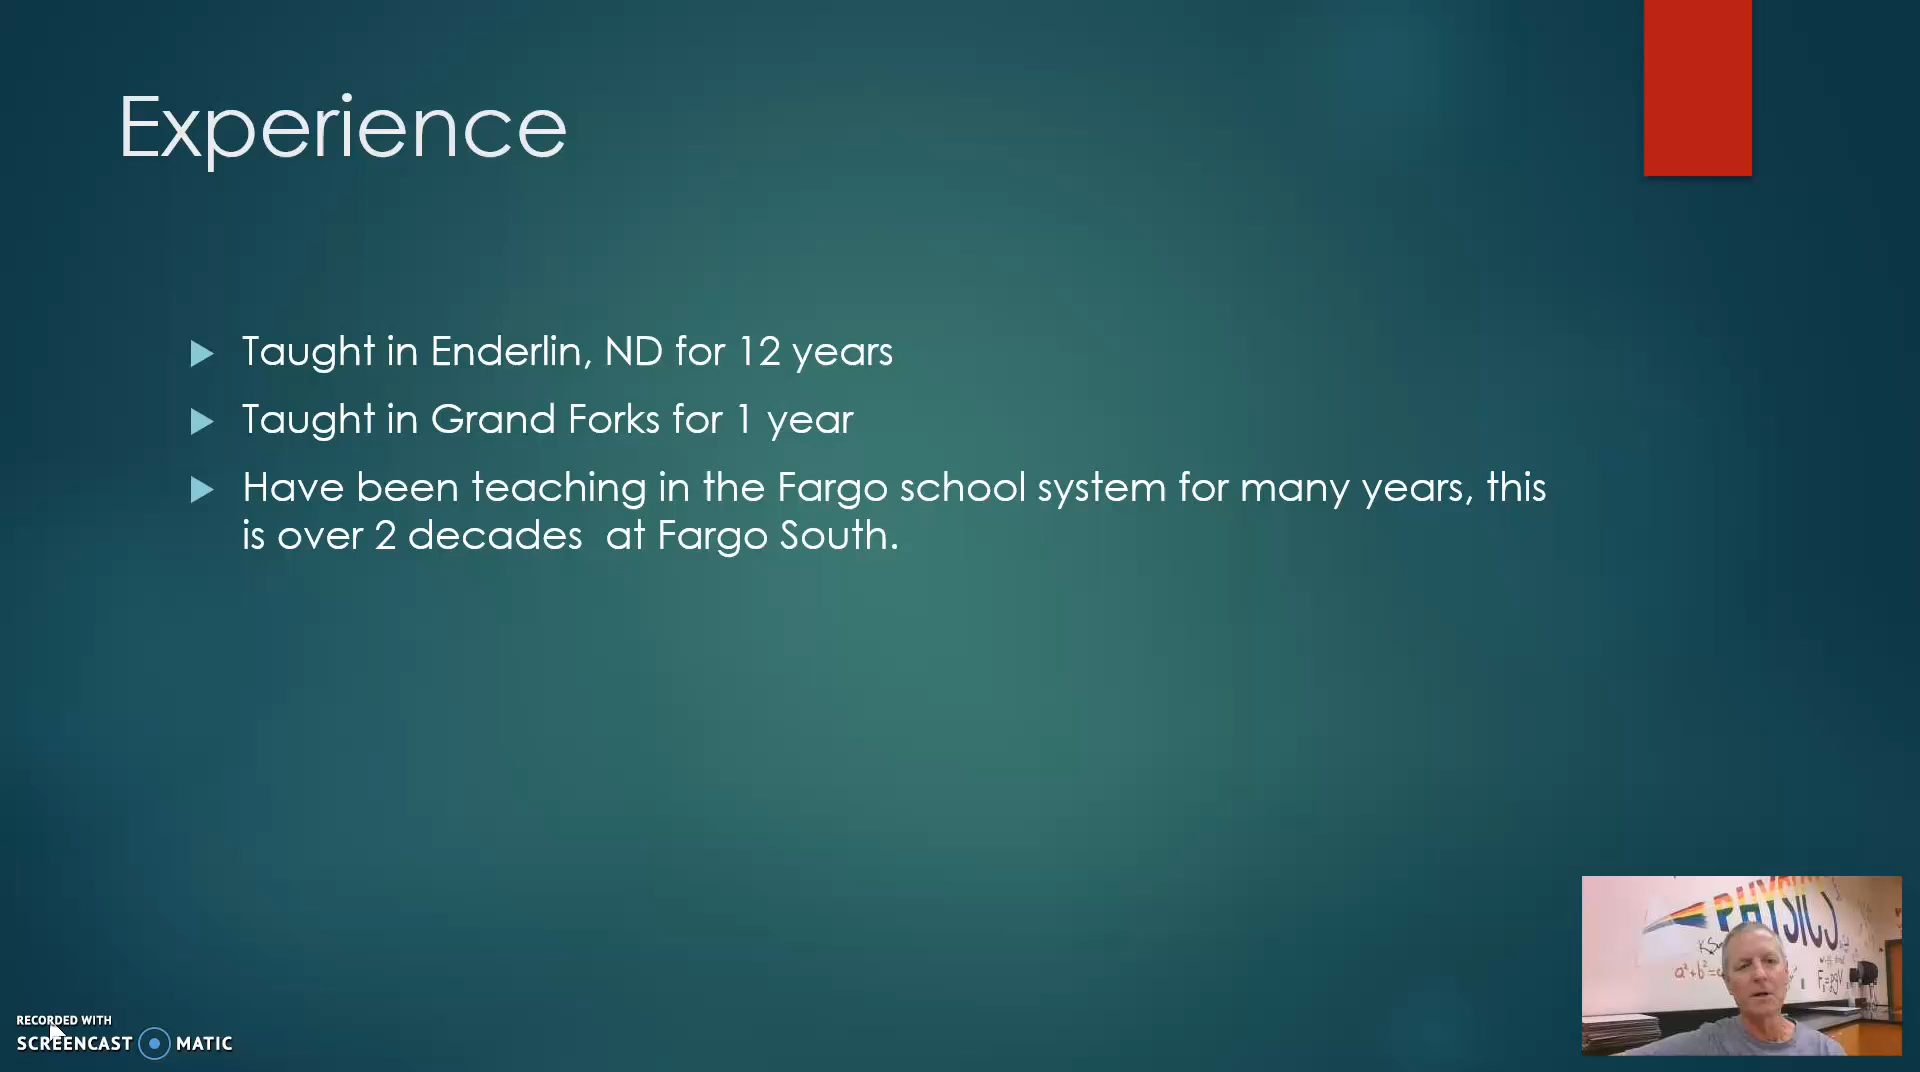 Experience
Taught in Enderlin, ND for 12 years
Taught in Grand Forks for 1 year
Have been teaching in the Fargo school system for many years, this
is over 2 decades  at Fargo South.
PHYSICS
RECORDED WITH
SCREENCAST MATIC